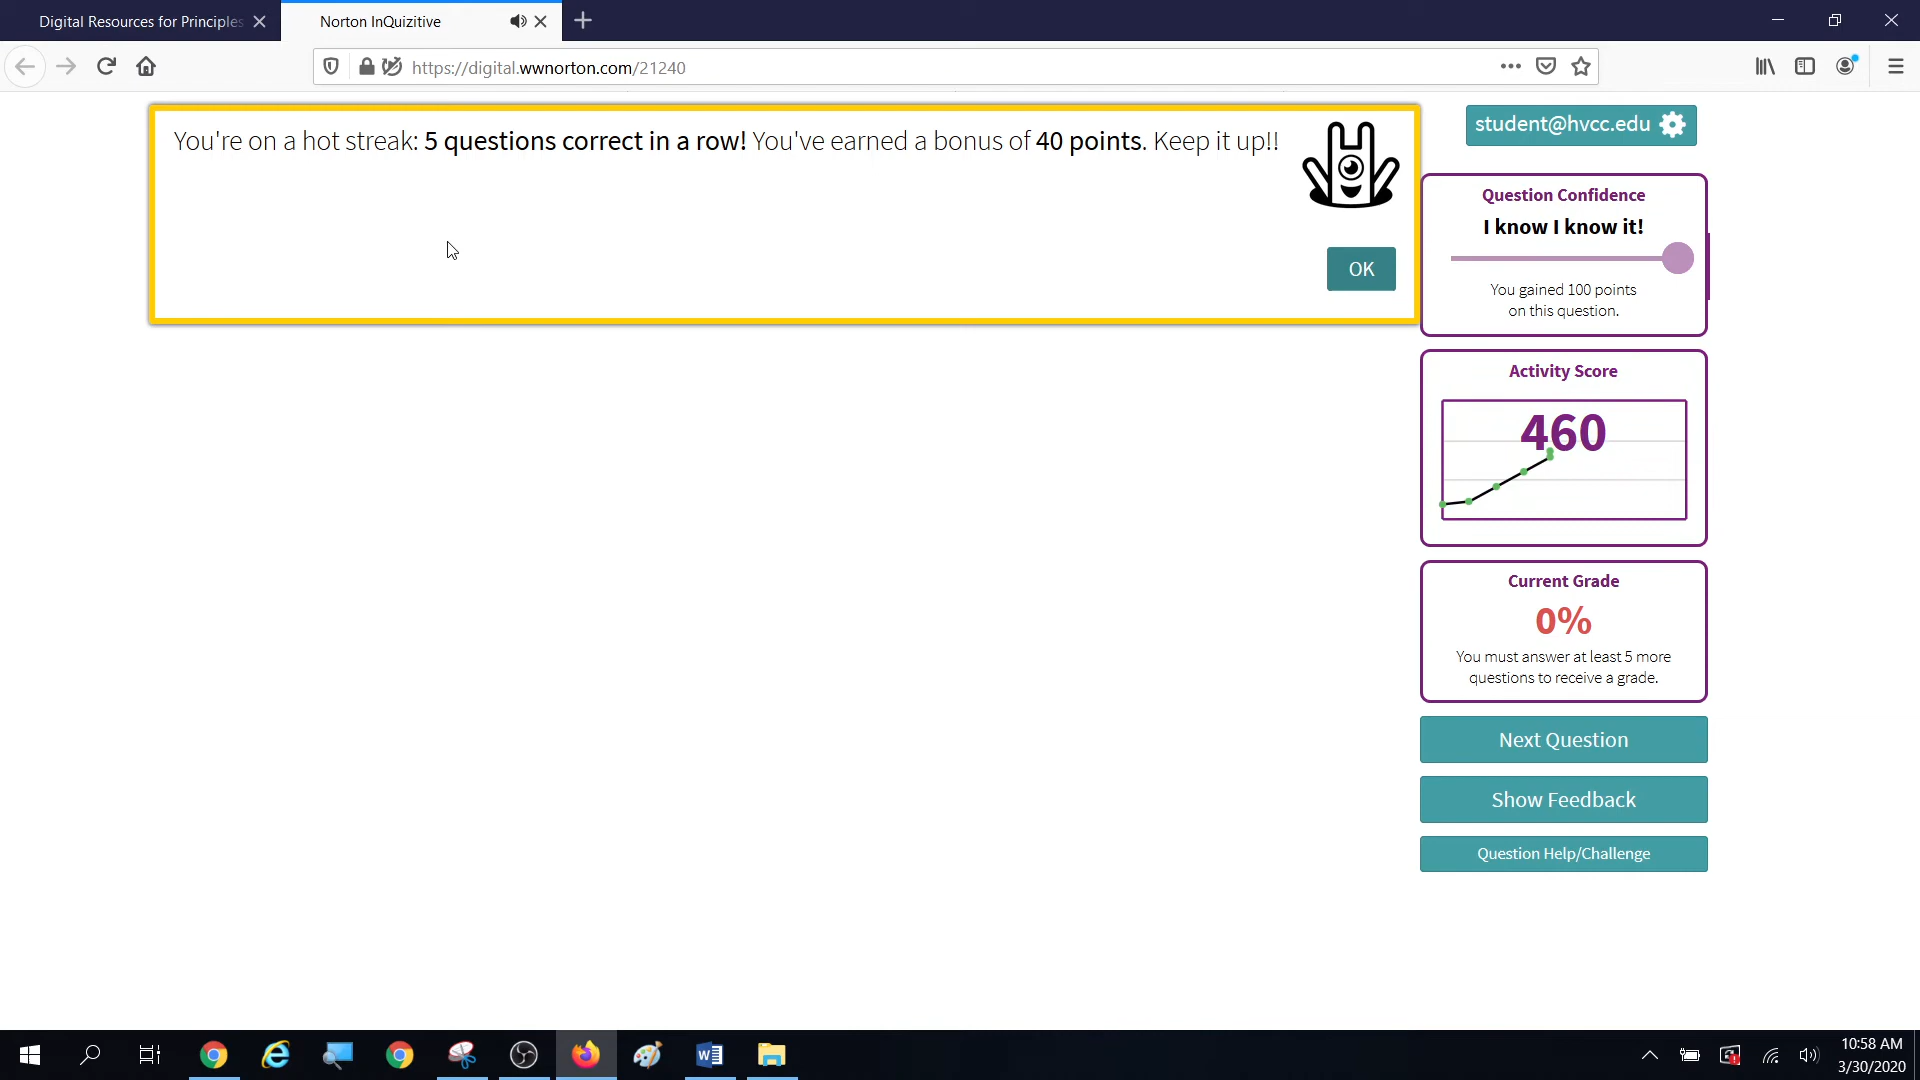 Digital Resources for Principles
Norton InQuizitive
https://digital.wwnorton.com/21240
You're on a hot streak: 5 questions correct in a row! You've earned a bonus of 40 points. Keep it up!!
OK
student@hvcc.edu
Question Confidence
I know I know it!
You gained 100 points
on this question.
Activity Score
460
Current Grade
0%
You must answer at least 5 more
questions to receive a grade.
Next Question
Show Feedback
Question Help/Challenge
10:58 AM
3/30/2020